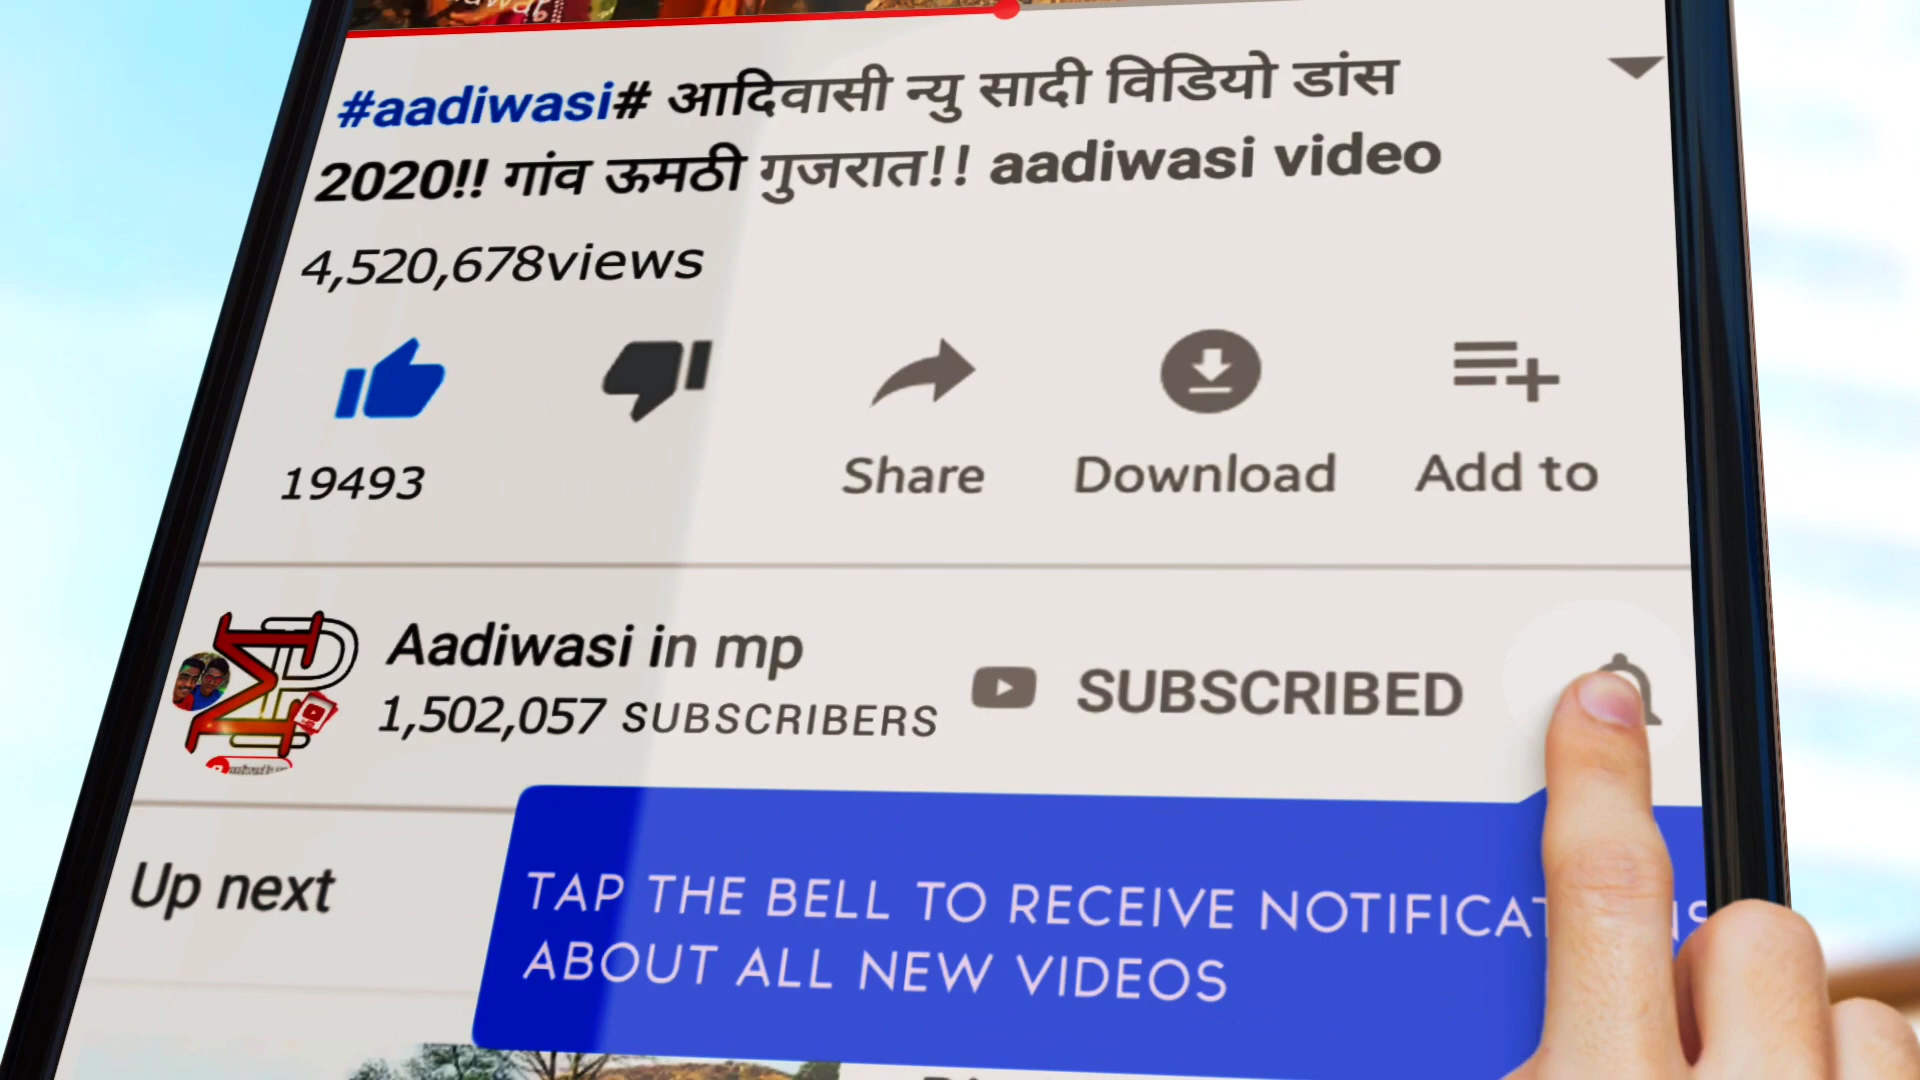 #aadiwasi# आदिवासी न्यु सादी विडियो डांस
2020!! गांव ऊमठी गुजरात!! aadiwasi video
4,520,678views
19493
Share
Download
Add to
Aadiwasi in mp
1,502,057 SUBSCRIBERS
SUBSCRIBED
Up next
TAP THE BELL TO RECEIVE
ABOUT ALL NEW VIDEOS